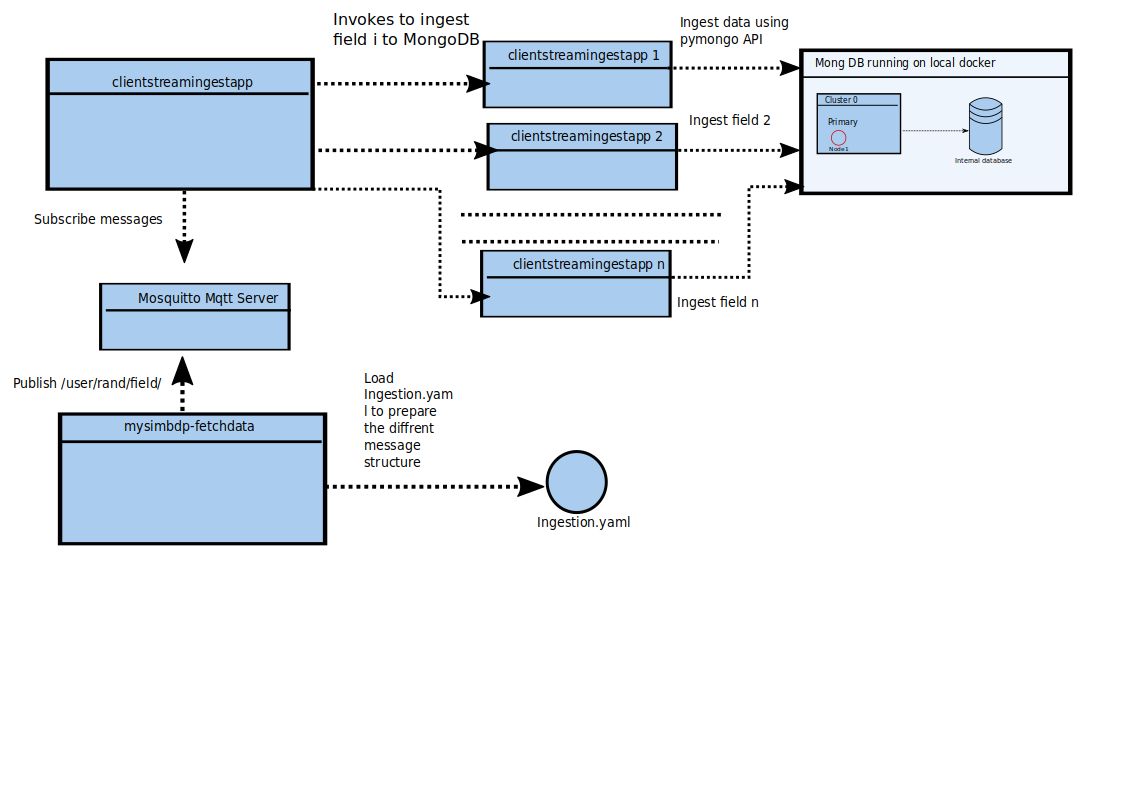 Invokes to ingest
field i to MongoDB
clientstreamingestapp
clientstreamingestapp 1
Ingest data using
pymongo API
Mong DB running on local docker
Cluster 0
Primary
Node1
Internal database
clientstreamingestapp 2
Ingest field 2
Subscribe messages
clientstreamingestapp n
Ingest field n
Mosquitto Mqtt Server
Publish /user/rand/field/
mysimbdp-fetchdata
Load
Ingestion.yam
l to prepare
the diffrent
message
structure
Ingestion.yaml